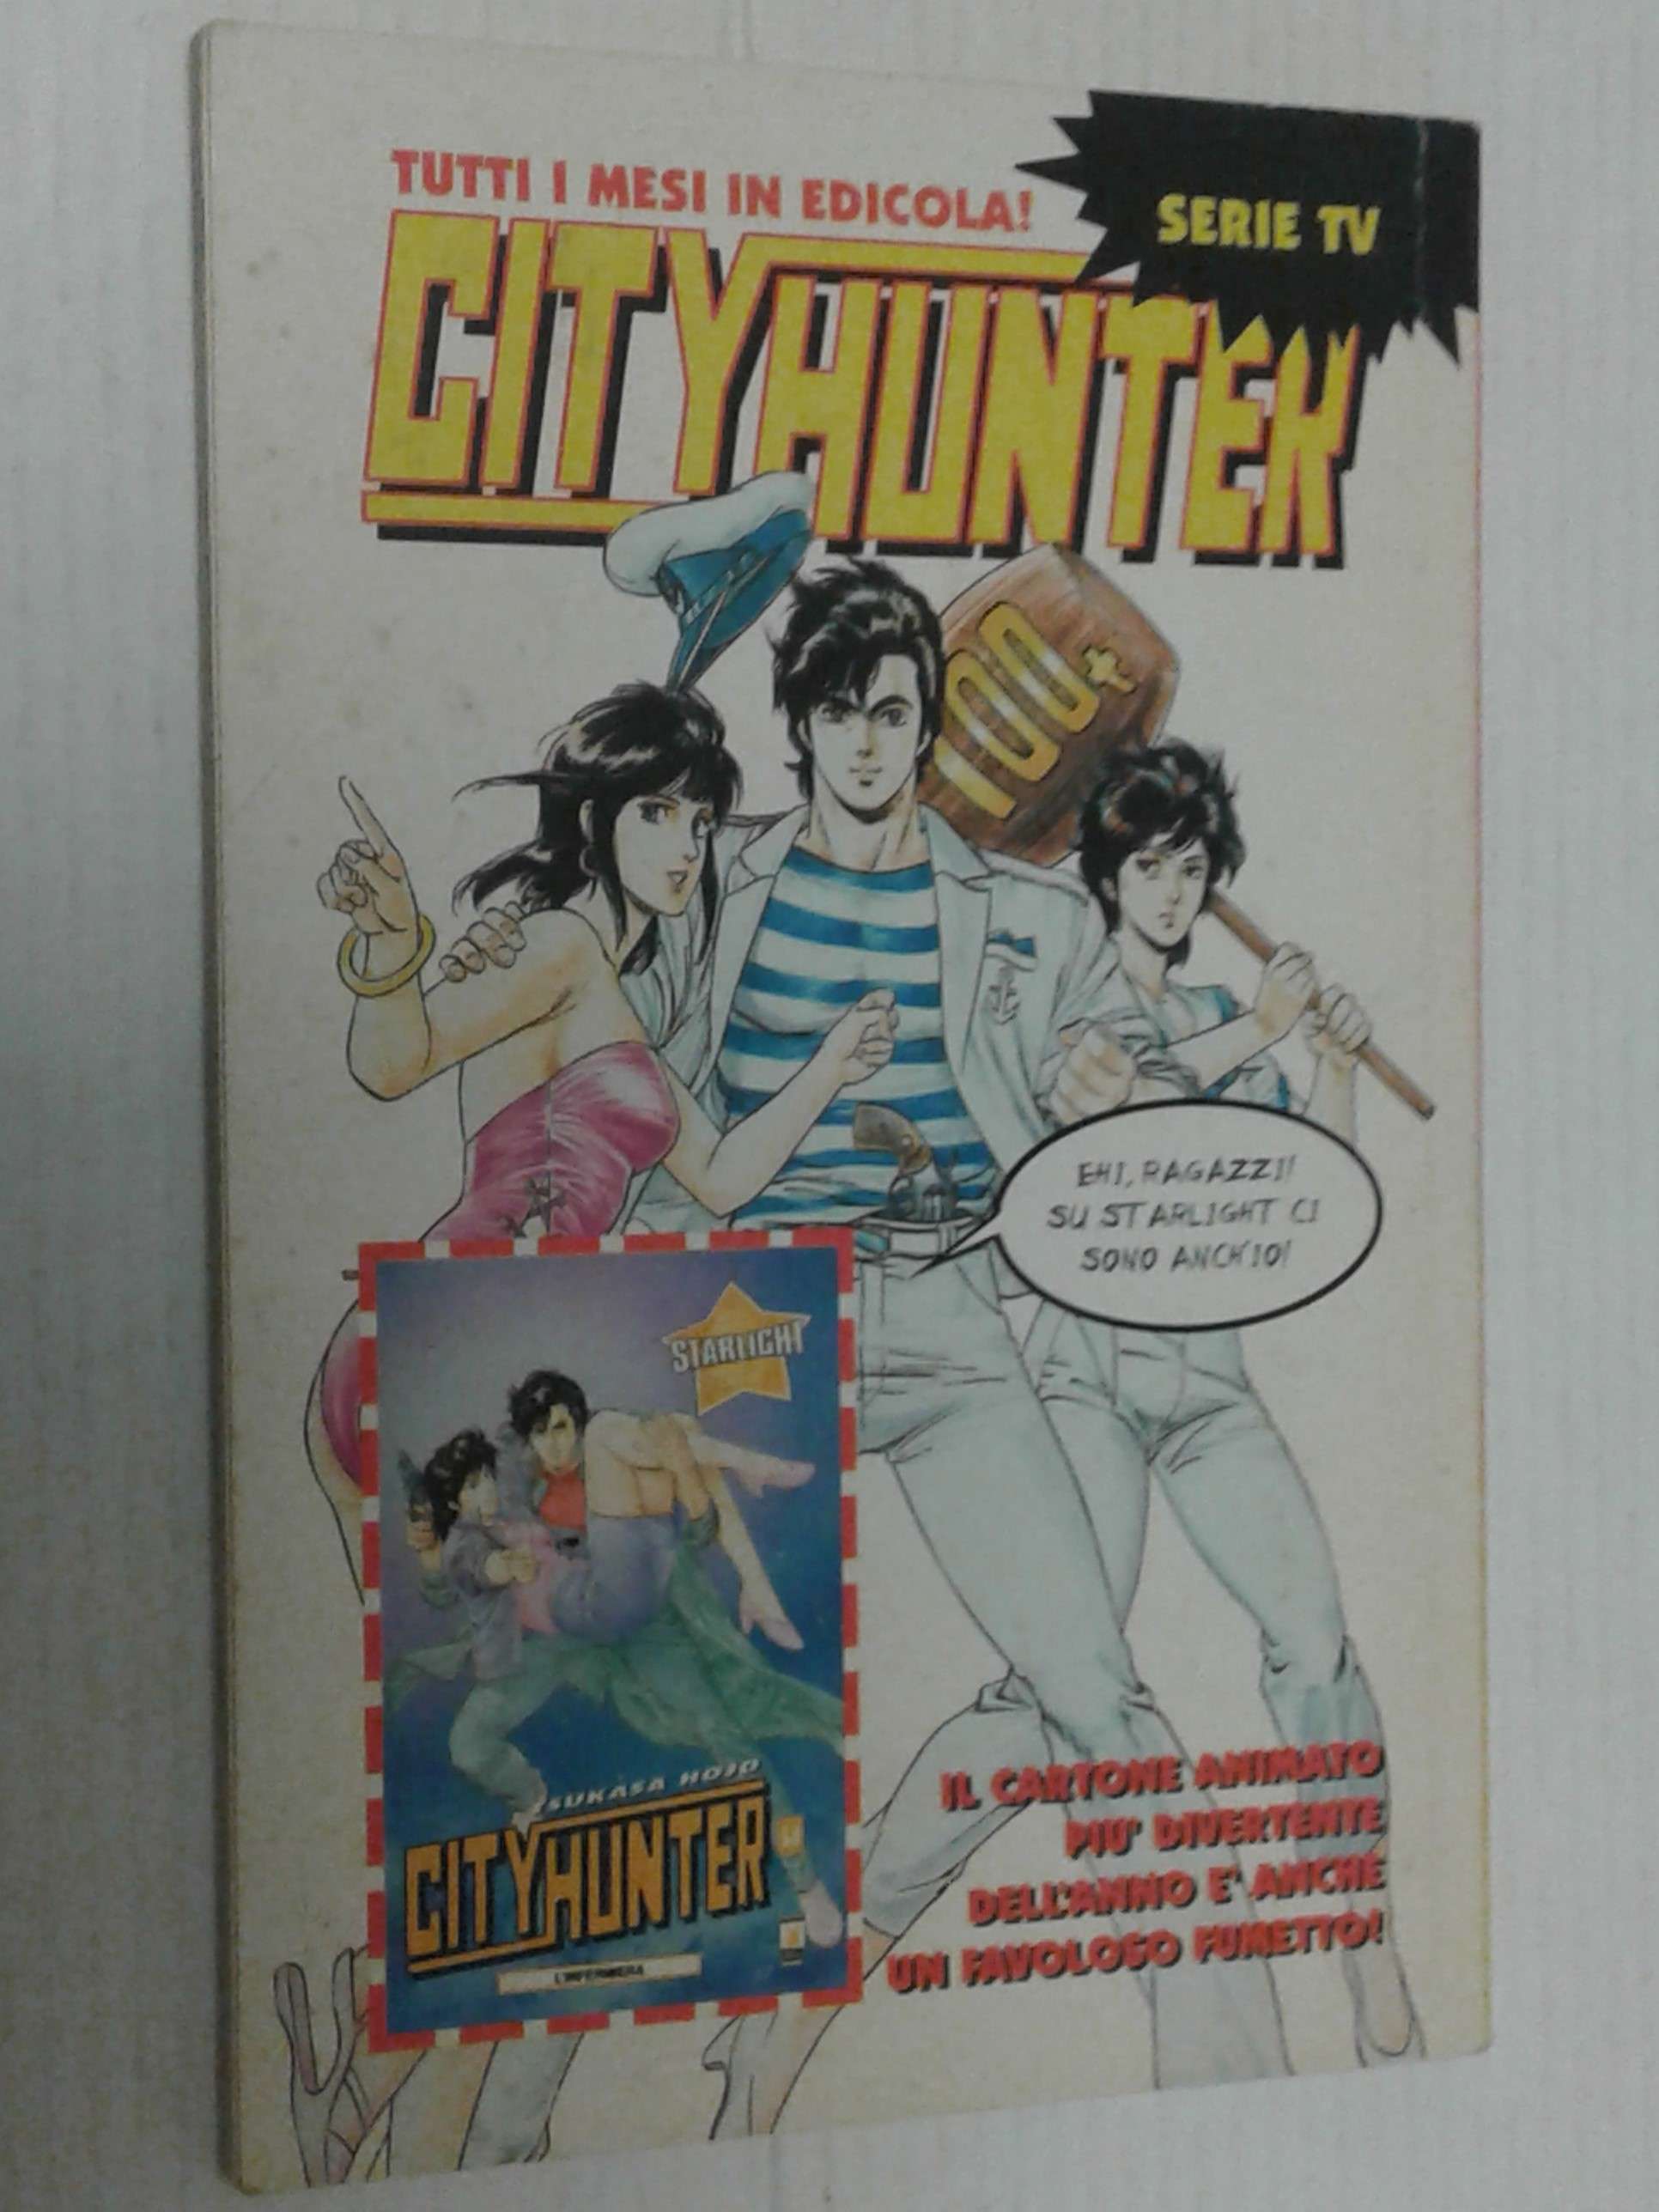 TUTTI I MESI IN EDICOLA!
SERIE TV
CITYHUNTER
100t
EHI, RAGAZZI!
SU STARLIGHT CI
SONO ANCH'IO!
STARLIGHT
TSUKASA HOJO
CITYHUNTER
L'INFERMIERA
IL CARTONE ANIMATO
PIU' DIVERTENTE
DELL'ANNO E' ANCHE
UN FAVOLOSO FUMETTO!